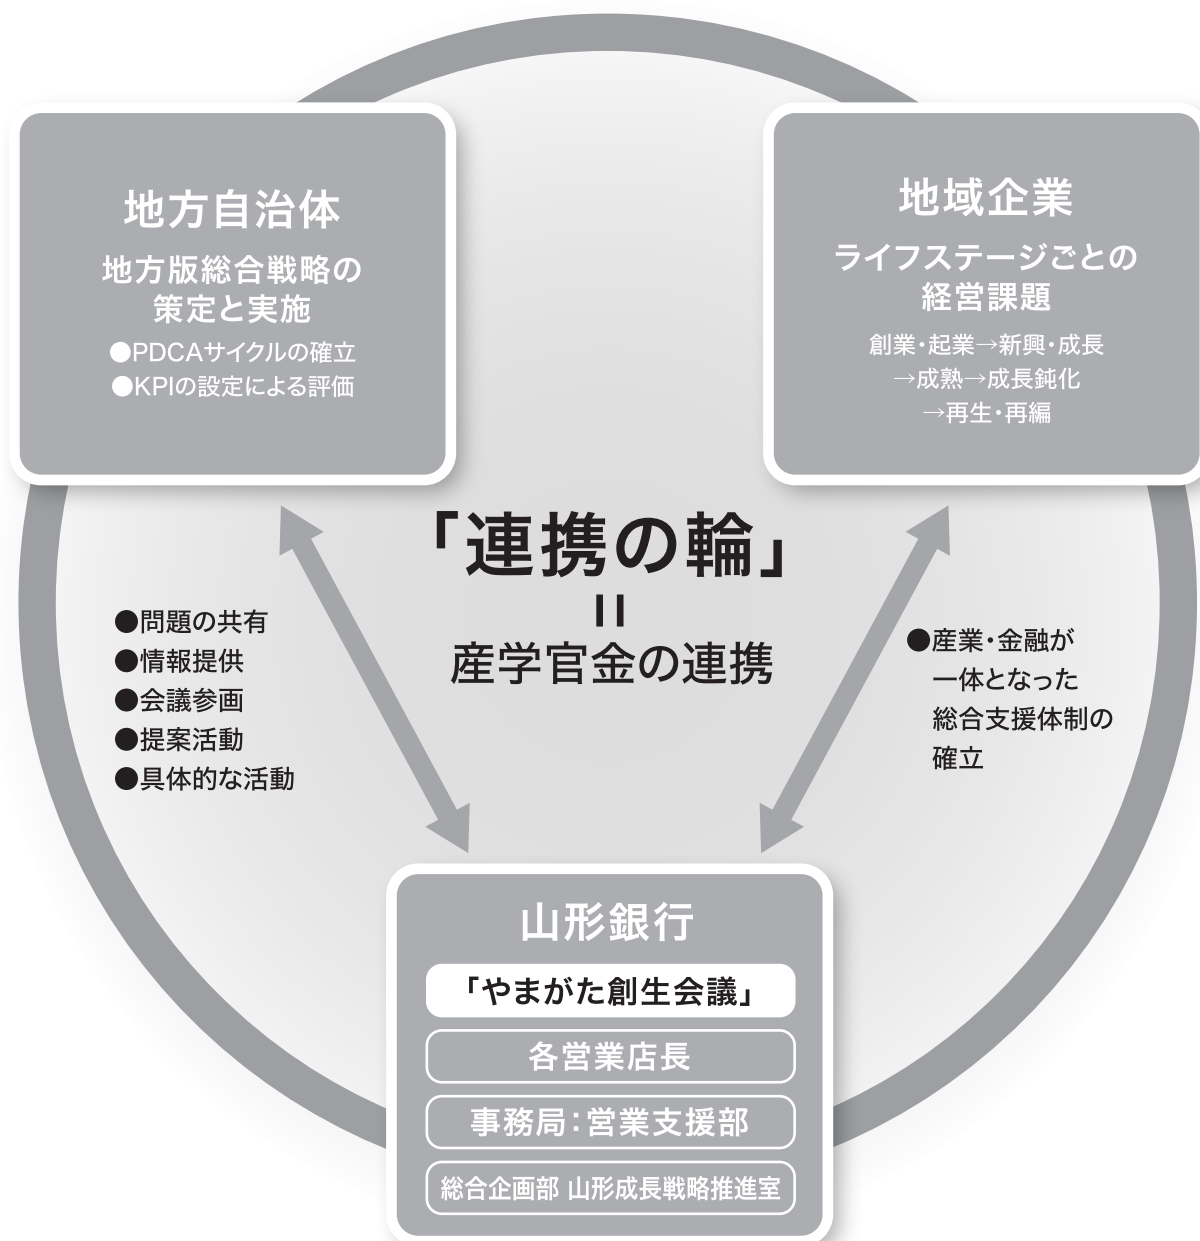 地方自治体
地方版総合戦略の
策定と実施
●PDCAサイクルの確立
●KPIの設定による評価
地域企業
ライフステージごとの
経営課題
創業・起業→新興・成長
→成熟→成長鈍化
→再生・再編
「連携の輪」
=
産学官金の連携
●問題の共有
●情報提供
●会議参画
●提案活動
●具体的な活動
●産業・金融が
一体となった
総合支援体制の
確立
山形銀行
「やまがた創生会議」
各営業店長
事務局：営業支援部
総合企画部 山形成長戦略推進室